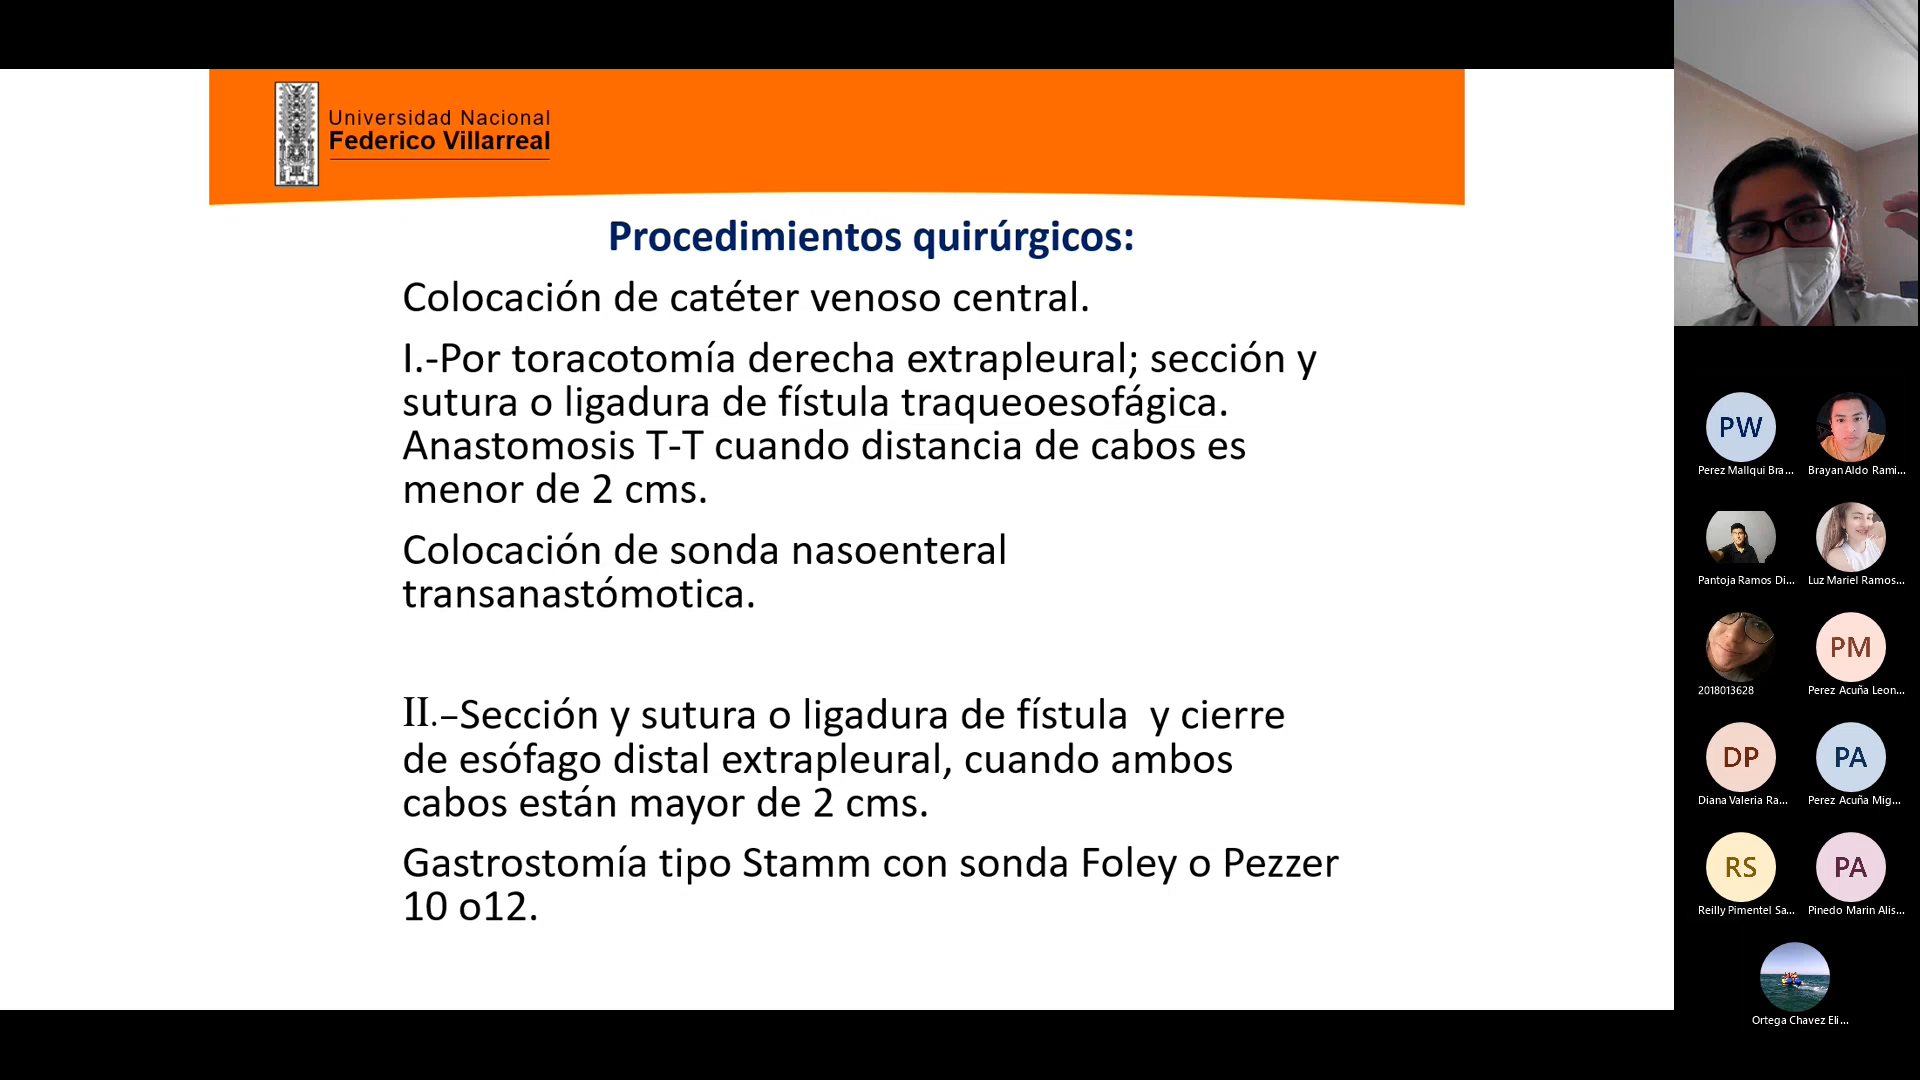 Universidad Nacional
Federico Villarreal
Procedimientos quirúrgicos:
Colocación de catéter venoso central.
I.-Por toracotomía derecha extrapleural; sección y
sutura o ligadura de fístula traqueoesofágica.
Anastomosis T-T cuando distancia de cabos es
menor de 2 cms.
Colocación de sonda nasoenteral
transanastómotica.
II.–Sección y sutura o ligadura de fístula y cierre
de esófago distal extrapleural, cuando ambos
cabos están mayor de 2 cms.
Gastrostomía tipo Stamm con sonda Foley o Pezzer
10 o12.
PW
Perez Mallqui Bra...
Brayan Aldo Rami...
Pantoja Ramos Di...
Luz Mariel Ramos...
2018013628
PM
Perez Acuña Leon...
DP
Diana Valeria Ra...
PA
Perez Acuña Mig...
RS
Reilly Pimentel Sa...
PA
Pinedo Marin Alis...
Ortega Chavez Eli...